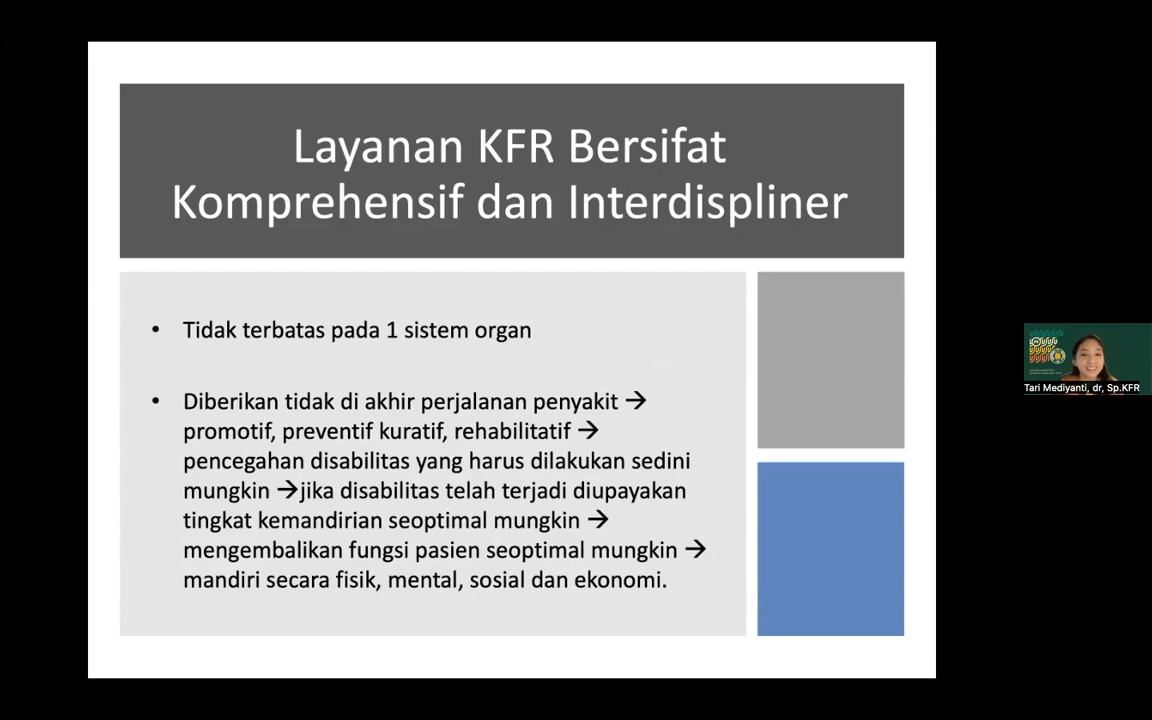 Layanan KFR Bersifat
Komprehensif dan Interdispliner
• Tidak terbatas pada 1 sistem organ
• Diberikan tidak di akhir perjalanan penyakit →
promotif, preventif kuratif, rehabilitatif →
pencegahan disabilitas yang harus dilakukan sedini
mungkin →jika disabilitas telah terjadi diupayakan
tingkat kemandirian seoptimal mungkin →
mengembalikan fungsi pasien seoptimal mungkin →
mandiri secara fisik, mental, sosial dan ekonomi.
Tari Mediyanti, dr, Sp.KFR